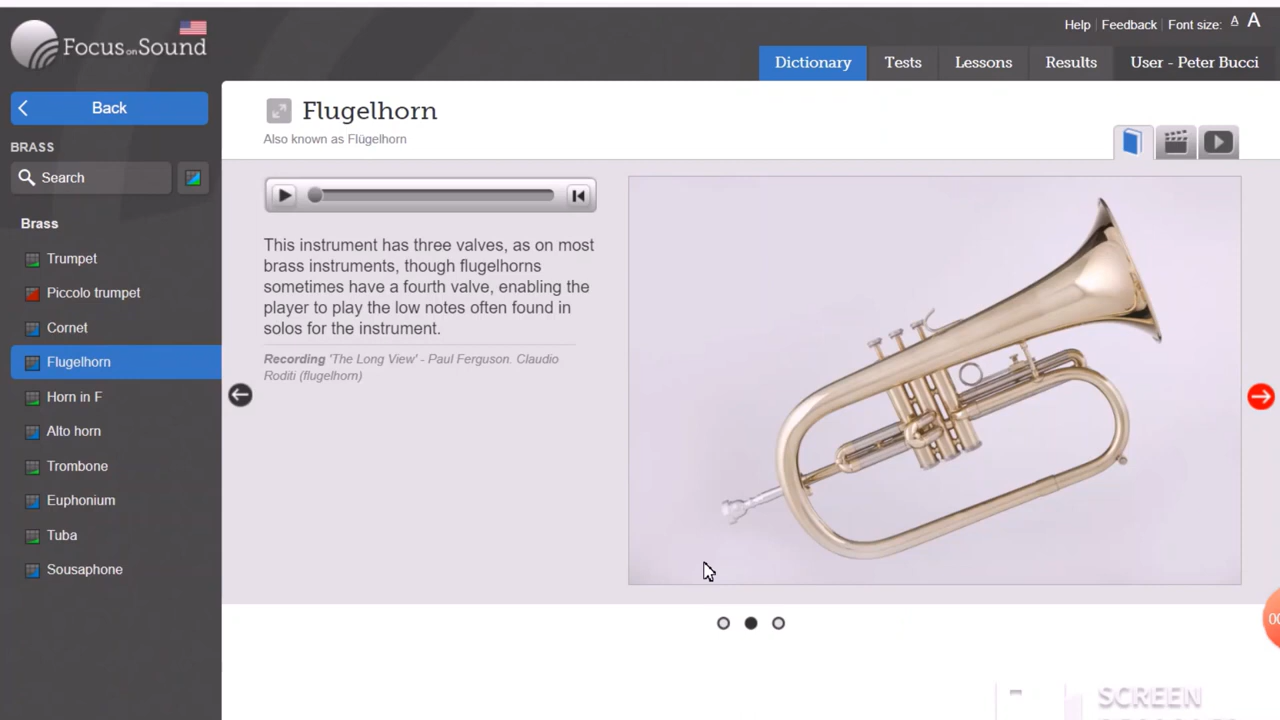 Focus on Sound
Help Feedback Font size: A A
Dictionary Tests Lessons Results User - Peter Bucci
Back
BRASS
Search
Brass
Trumpet
Piccolo trumpet
Cornet
Flugelhorn
Horn in F
Alto horn
Trombone
Euphonium
Tuba
Sousaphone
Flugelhorn
Also known as Flügelhorn
This instrument has three valves, as on most
brass instruments, though flugelhorns
sometimes have a fourth valve, enabling the
player to play the low notes often found in
solos for the instrument.
Recording 'The Long View' - Paul Ferguson. Claudio
Roditi (flugelhorn)
00
SCREEN